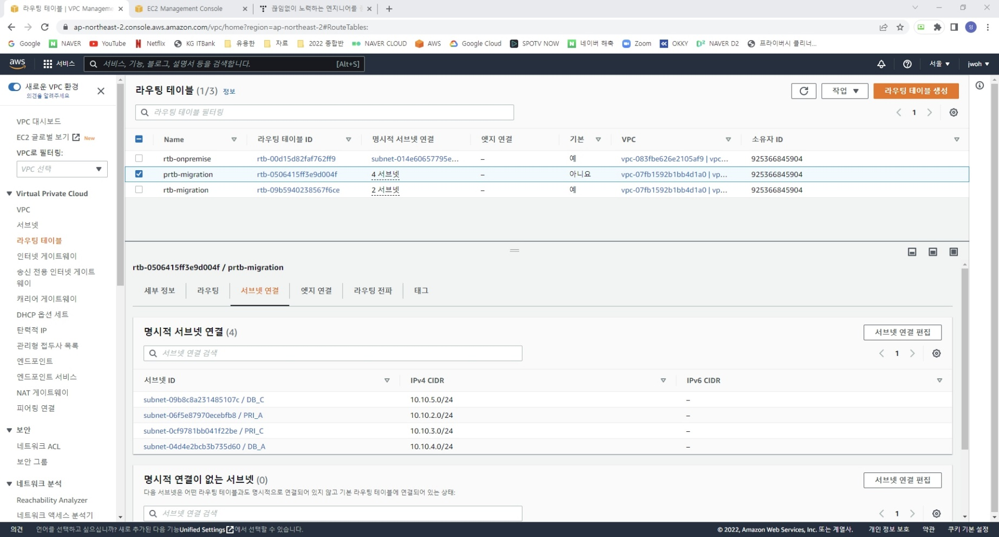 라우팅 테이블 | VPC Manageme
EC2 Management Console
끊임없이 노력하는 엔지니어를
ap-northeast-2.console.aws.amazon.com/vpc/home?region=ap-northeast-2#RouteTables:
잉
Google NAVER YouTube Netflix KG ITBank 유용한 자료 2022 종합반 NAVER CLOUD AWS Google Cloud SPOTV NOW 네이버 해축 Zoom OKKY NAVER D2 프라이버시 클리너...
aws 서비스 서비스, 기능, 블로그, 설명서 등을 검색합니다. [Alt+S] 서울 ▼ jwoh ▼
새로운 VPC 환경
의견을 알려주세요
VPC 대시보드
EC2 글로벌 보기 New
VPC로 필터링:
VPC 선택
Virtual Private Cloud
VPC
서브넷
라우팅 테이블
인터넷 게이트웨이
송신 전용 인터넷 게이트
웨이
캐리어 게이트웨이
DHCP 옵션 세트
탄력적 IP
관리형 접두사 목록
엔드포인트
엔드포인트 서비스
NAT 게이트웨이
피어링 연결
보안
네트워크 ACL
보안 그룹
네트워크 분석
Reachability Analyzer
네트워크 액세스 분석기
라우팅 테이블 (1/3) 정보
작업 ▼
라우팅 테이블 생성
라우팅 테이블 필터링
1
Name 라우팅 테이블 ID 명시적 서브넷 연결 엣지 연결 기본 VPC 소유자 ID
rtb-onpremise rtb-00d15d82faf762ff9 subnet-014e60657795e... – 예 vpc-083fbe626e2105af9 | vpc... 925366845904
prtb-migration rtb-0506415ff3e9d004f 4 서브넷 – 아니요 vpc-07fb1592b1bb4d1a0 | vp... 925366845904
rtb-migration rtb-09b5940238567f6ce 2 서브넷 – 예 vpc-07fb1592b1bb4d1a0 | vp... 925366845904
rtb-0506415ff3e9d004f / prtb-migration
세부 정보 라우팅 서브넷 연결 엣지 연결 라우팅 전파 태그
명시적 서브넷 연결 (4)
서브넷 연결 편집
서브넷 연결 검색
1
서브넷 ID IPv4 CIDR IPv6 CIDR
subnet-09b8c8a231485107c / DB_C 10.10.5.0/24 –
subnet-06f5e87970ecebfb8 / PRI_A 10.10.2.0/24 –
subnet-0cf9781bb041f22be / PRI_C 10.10.3.0/24 –
subnet-04d4e2bcb3b735d60 / DB_A 10.10.4.0/24 –
명시적 연결이 없는 서브넷 (0)
서브넷 연결 편집
다음 서브넷은 어떤 라우팅 테이블과도 명시적으로 연결되어 있지 않고 기본 라우팅 테이블에 연결되어 있는 상태:
서브넷 연결 검색
1
의견 언어를 선택하고 싶으십니까? 새로 추가된 다음 기능Unified Settings에서 선택할 수 있습니다.
© 2022, Amazon Web Services, Inc. 또는 계열사. 개인 정보 보호 약관 쿠키 기본 설정